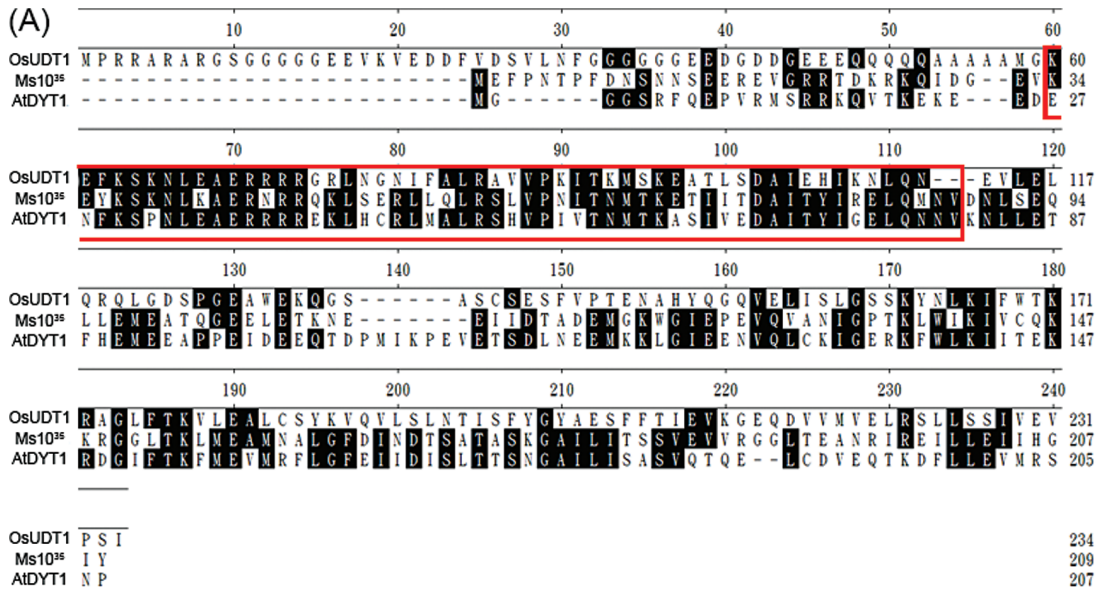 (A)
10 20 30 40 50 60
OsUDT1 M P R R A R A R G S G G G G G E E V K V E D D F V D S V L N F G G G G G G E E D G D D G E E E Q Q Q Q Q A A A A A M G K 60
Ms10³⁵ - - - - - - - - - - - - - - - - - - - - - - - - M E F P N T P F D N S N N S E E R E V G R R T D K R K Q I D G - - E V K 34
AtDYT1 - - - - - - - - - - - - - - - - - - - - - - - - M G - - - - - - G G S R F Q E P V R M S R R K Q V T K E K E - - - E D E 27
70 80 90 100 110 120
OsUDT1 E F K S K N L E A E R R R R G R L N G N I F A L R A V V P K I T K M S K E A T L S D A I E H I K N L Q N - - - E V L E L 117
Ms10³⁵ E Y K S K N L K A E R N R R Q K L S E R L L Q L R S L V P N I T N M T K E T I I T D A I T Y I R E L Q M N V D N L S E Q 94
AtDYT1 N F K S P N L E A E R R R R Q K L H C R L M A L R S H V P I V T N M T K A S I V E D A I T Y I G E L Q N N V K N L L E T 87
130 140 150 160 170 180
OsUDT1 Q R Q L G D S P G E A W E K Q G S - - - - - - A S C S E S F V P T E N A H Y Q G Q V E L I S L G S S K Y N L K I F W T K 171
Ms10³⁵ L L E M E A T Q G E E L E T K N E - - - - - - - E I I D T A D E M G K W G I E P E V Q V A N I G P T K L W I K I V C Q K 147
AtDYT1 F H E M E E A P P E I D E E Q T D P M I K P E V E T S D L N E E M K K L G I E E N V Q L C K I G E R K F W L K I I T E K 147
190 200 210 220 230 240
OsUDT1 R A G L F T K V L E A L C S Y K V Q V L S L N T I S F Y G Y A E S F F T I E V K G E Q D V V M V E L R S L L S S I V E V 231
Ms10³⁵ K R G G L T K L M E A M N A L G F D I N D T S A T A S K G A I L I T S S V E V V R G G L T E A N R I R E I L L E I I H G 207
AtDYT1 R D G I F T K F M E V M R F L G F E I I D I S L T T S N G A I L I S A S V Q T Q E - - L C D V E Q T K D F L L E V M R S 205
OsUDT1 P S I 234
Ms10³⁵ I Y 209
AtDYT1 N P 207